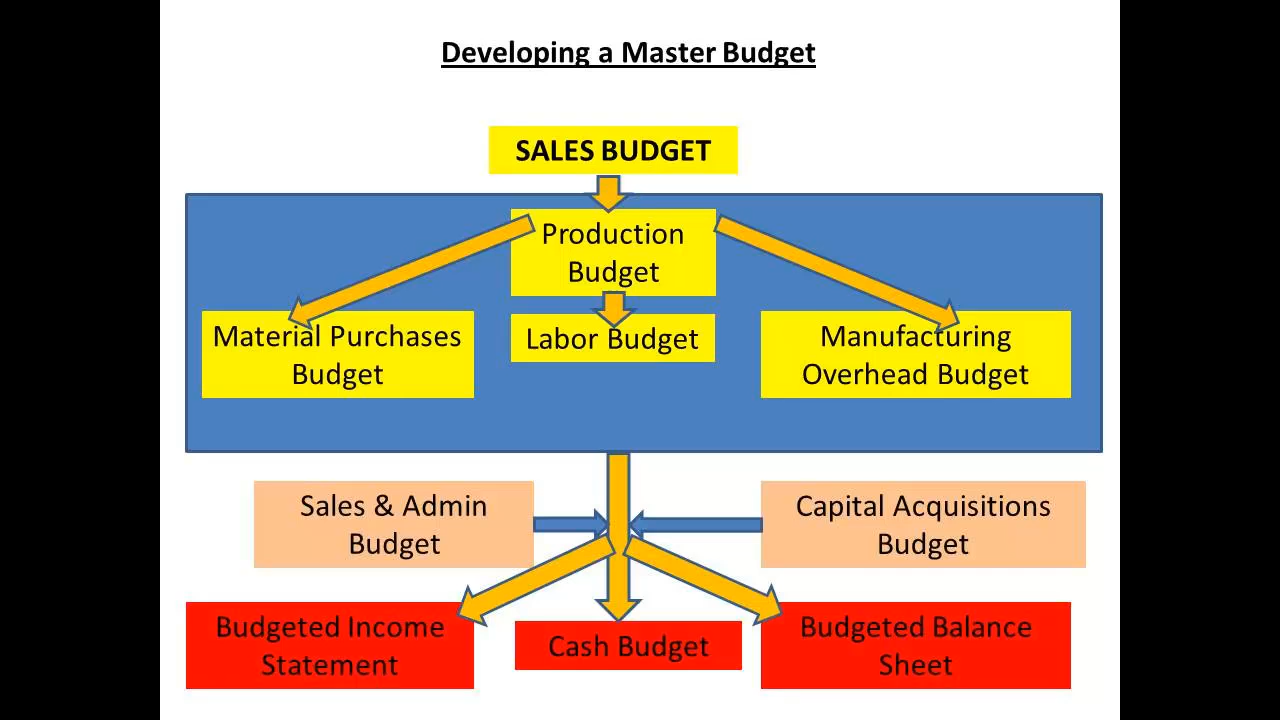 Developing a Master Budget
SALES BUDGET
Production
Budget
Material Purchases
Budget
Labor Budget
Manufacturing
Overhead Budget
Sales & Admin
Budget
Capital Acquisitions
Budget
Budgeted Income
Statement
Cash Budget
Budgeted Balance
Sheet